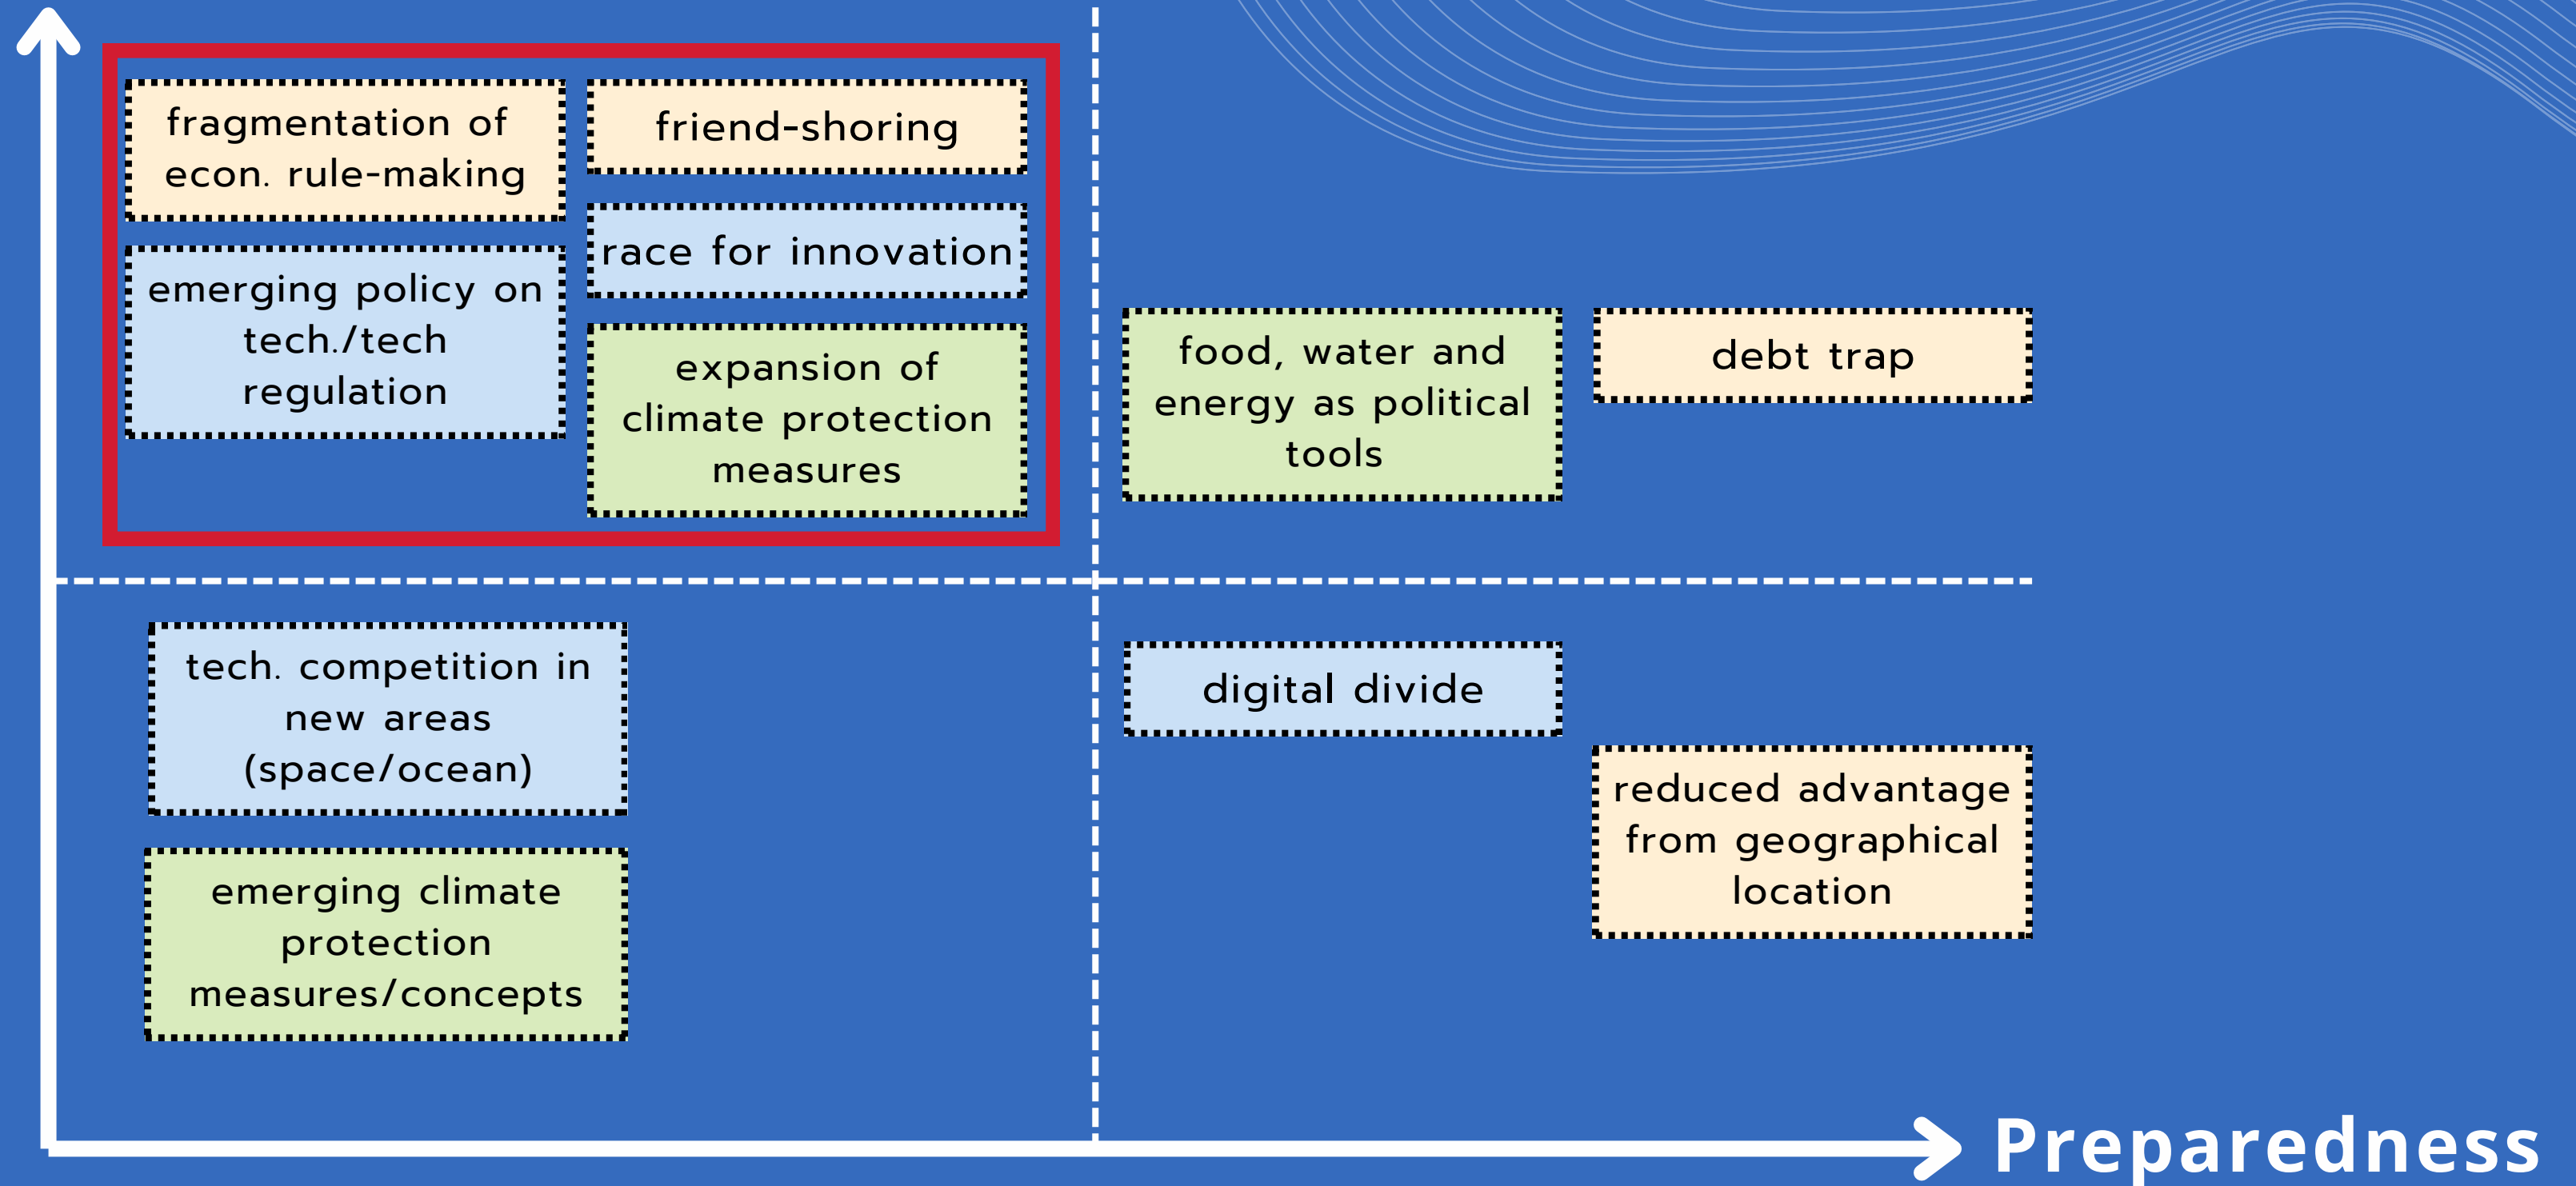 fragmentation of
econ. rule-making
friend-shoring
race for innovation
emerging policy on
tech./tech
regulation
expansion of
climate protection
measures
food, water and
energy as political
tools
debt trap
tech. competition in
new areas
(space/ocean)
digital divide
reduced advantage
from geographical
location
emerging climate
protection
measures/concepts
Preparedness